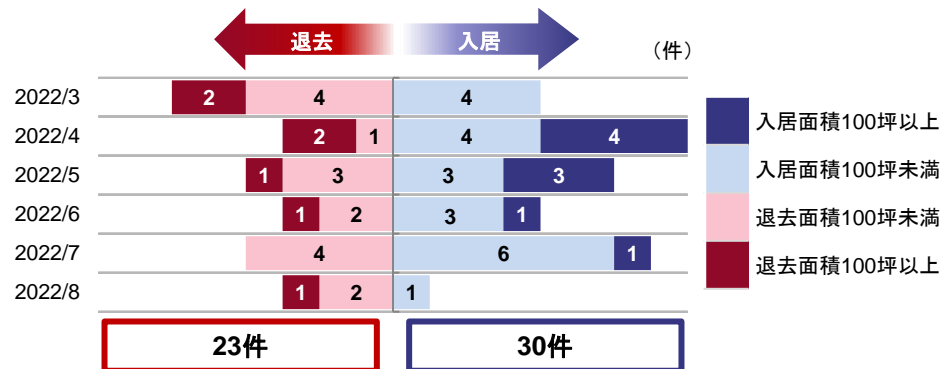 退去 入居
（件）
2022/3 2 4 4
2022/4 2 1 4 4
2022/5 1 3 3 3
2022/6 1 2 3 1
2022/7 4 6 1
2022/8 1 2 1
入居面積100坪以上
入居面積100坪未満
退去面積100坪未満
退去面積100坪以上
23件 30件